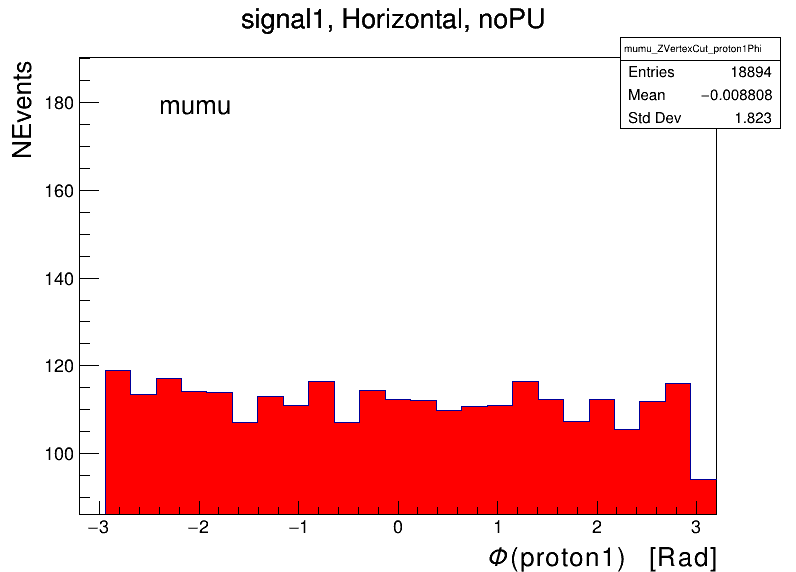 signal1, Horizontal, noPU
mumu_ZVertexCut_proton1Phi
Entries 18894
Mean −0.008808
Std Dev 1.823
NEvents
mumu
180
160
140
120
100
−3 −2 −1 0 1 2 3
Φ(proton1) [Rad]